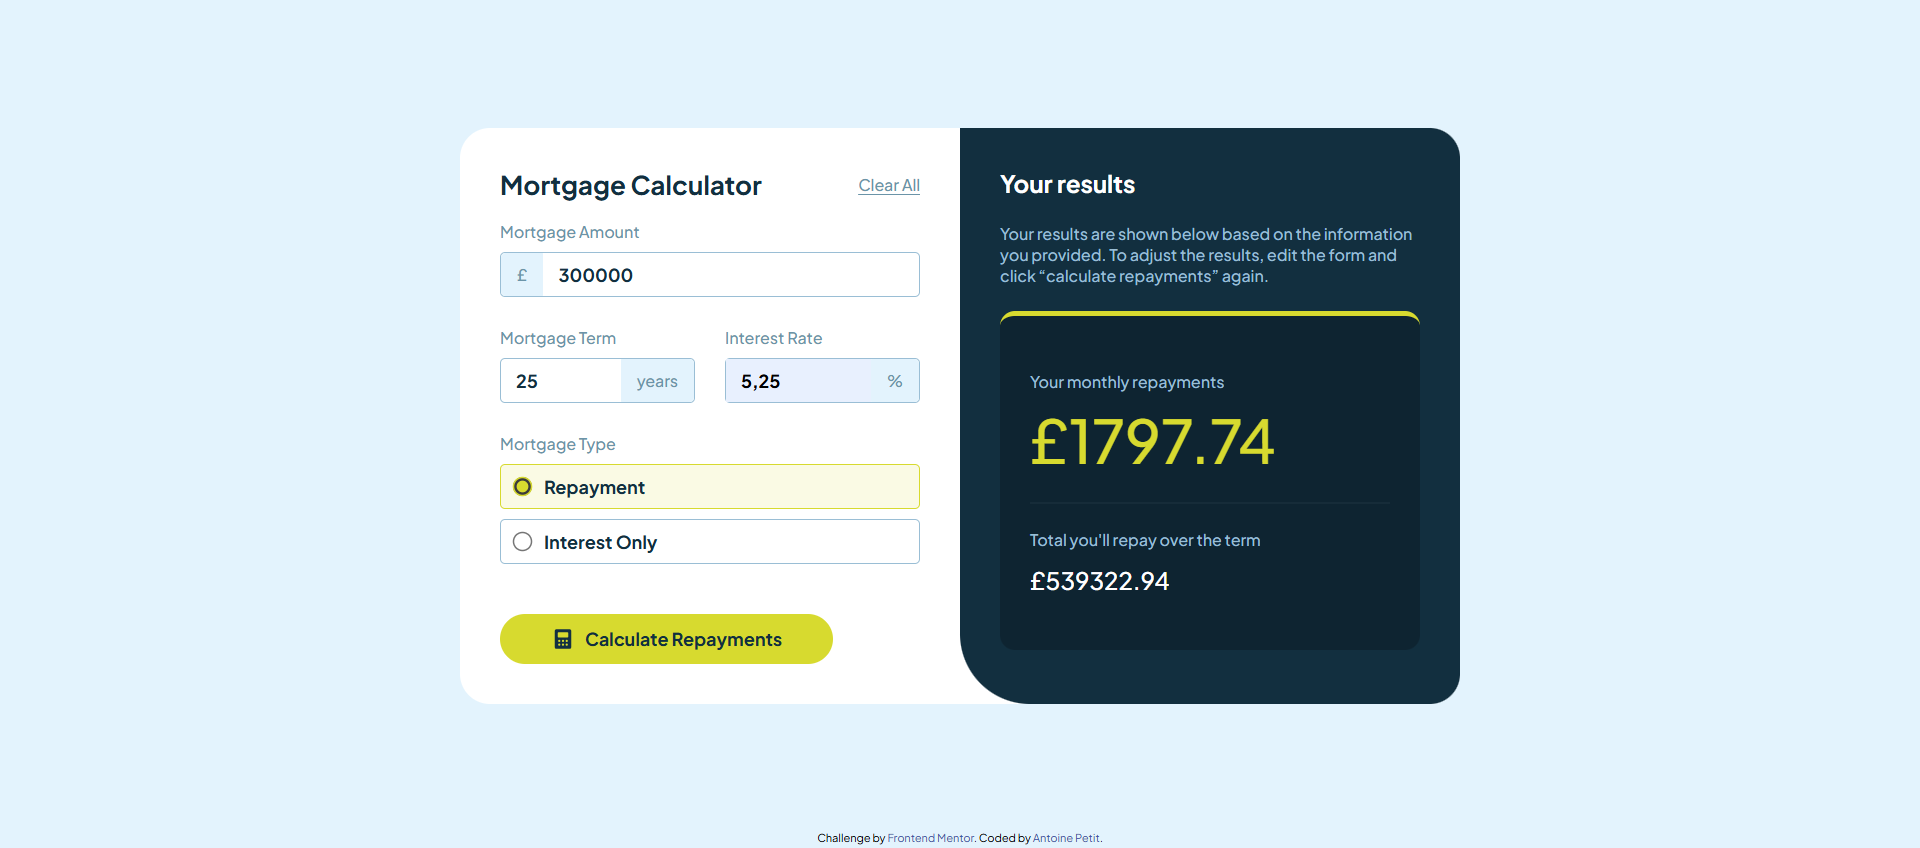 Mortgage Calculator
Clear All
Mortgage Amount
£ 300000
Mortgage Term
25 years
Interest Rate
5,25 %
Mortgage Type
Repayment
Interest Only
Calculate Repayments
Your results
Your results are shown below based on the information
you provided. To adjust the results, edit the form and
click “calculate repayments” again.
Your monthly repayments
£1797.74
Total you'll repay over the term
£539322.94
Challenge by Frontend Mentor. Coded by Antoine Petit.